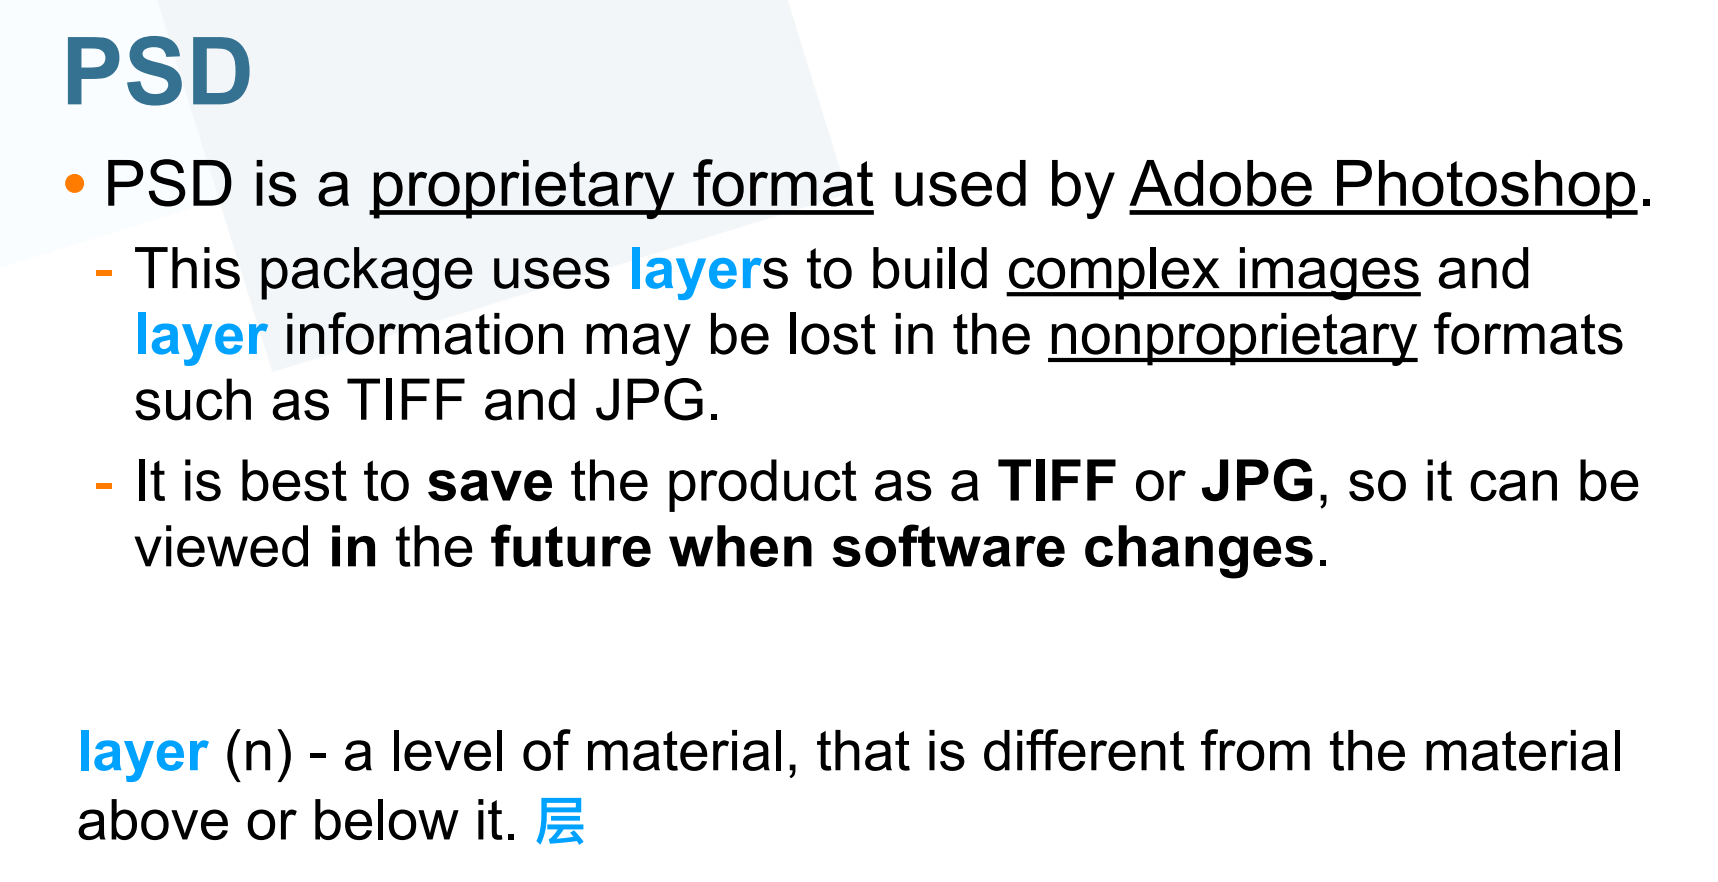 PSD
• PSD is a proprietary format used by Adobe Photoshop.
- This package uses layers to build complex images and
layer information may be lost in the nonproprietary formats
such as TIFF and JPG.
- It is best to save the product as a TIFF or JPG, so it can be
viewed in the future when software changes.
layer (n) - a level of material, that is different from the material
above or below it. 层